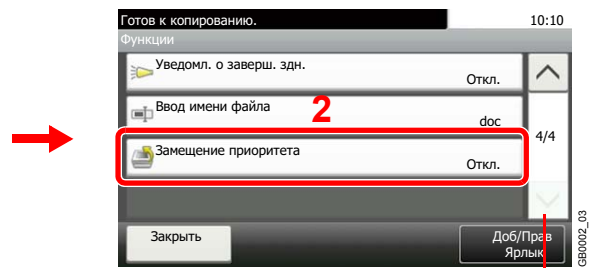 Готов к копированию. 10:10
Функции
Уведомл. о заверш. здн.
Откл.
Ввод имени файла
2
doc
4/4
Замещение приоритета
Откл.
Закрыть
Доб/Прав
Ярлык
GB0002_03